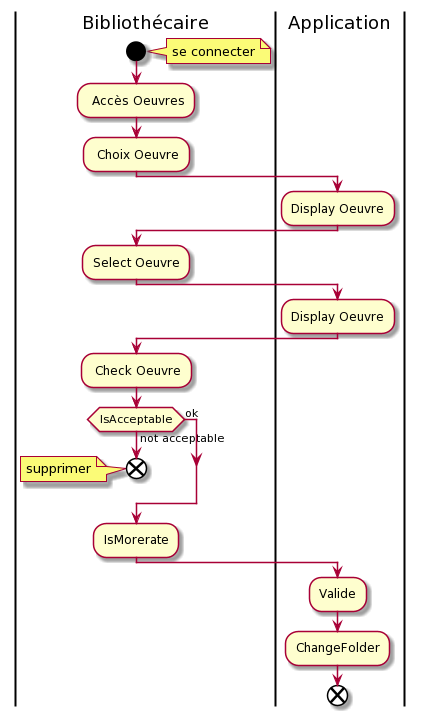 Bibliothécaire
Application
se connecter
Accès Oeuvres
Choix Oeuvre
Display Oeuvre
Select Oeuvre
Display Oeuvre
Check Oeuvre
IsAcceptable
ok
not acceptable
supprimer
IsMorerate
Valide
ChangeFolder